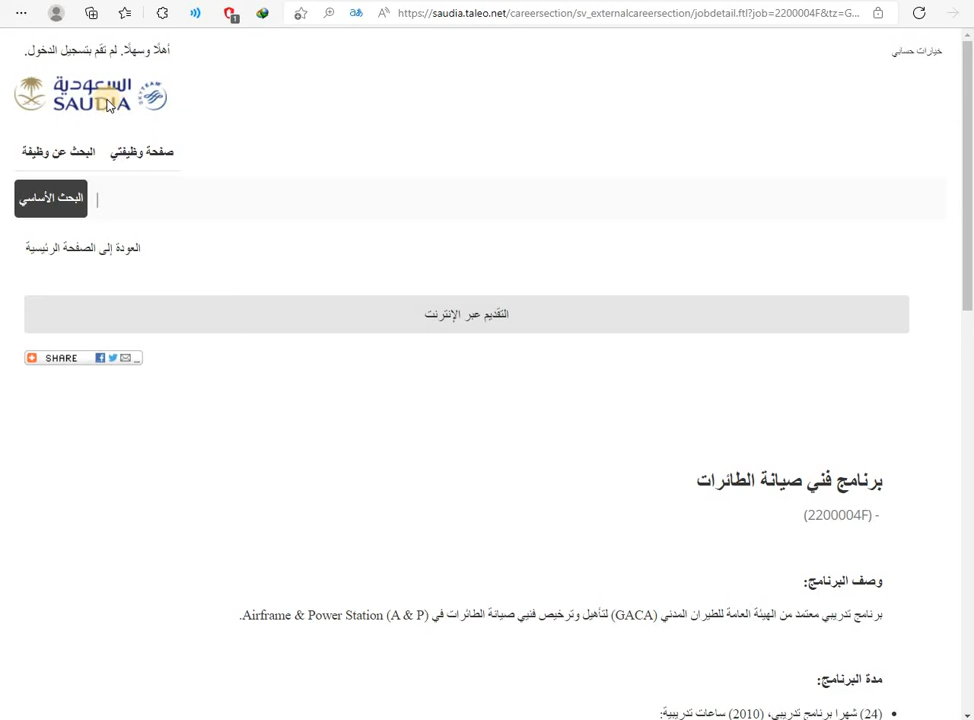 https://saudia.taleo.net/careersection/sv_externalcareersection/jobdetail.ftl?job=2200004F&tz=G...
خيارات حسابي
أهلًا وسهلًا. لم تقم بتسجيل الدخول.
السعودية
SAUDIA
البحث عن وظيفة
صفحة وظيفتي
البحث الأساسي
|
العودة إلى الصفحة الرئيسية
التقديم عبر الإنترنت
SHARE
برنامج فني صيانة الطائرات
- (2200004F)
وصف البرنامج:
برنامج تدريبي معتمد من الهيئة العامة للطيران المدني (GACA) لتأهيل وترخيص فنيي صيانة الطائرات في Airframe & Power Station (A & P).
مدة البرنامج:
• (24) شهرا برنامج تدريبي، (2010) ساعات تدريبية: